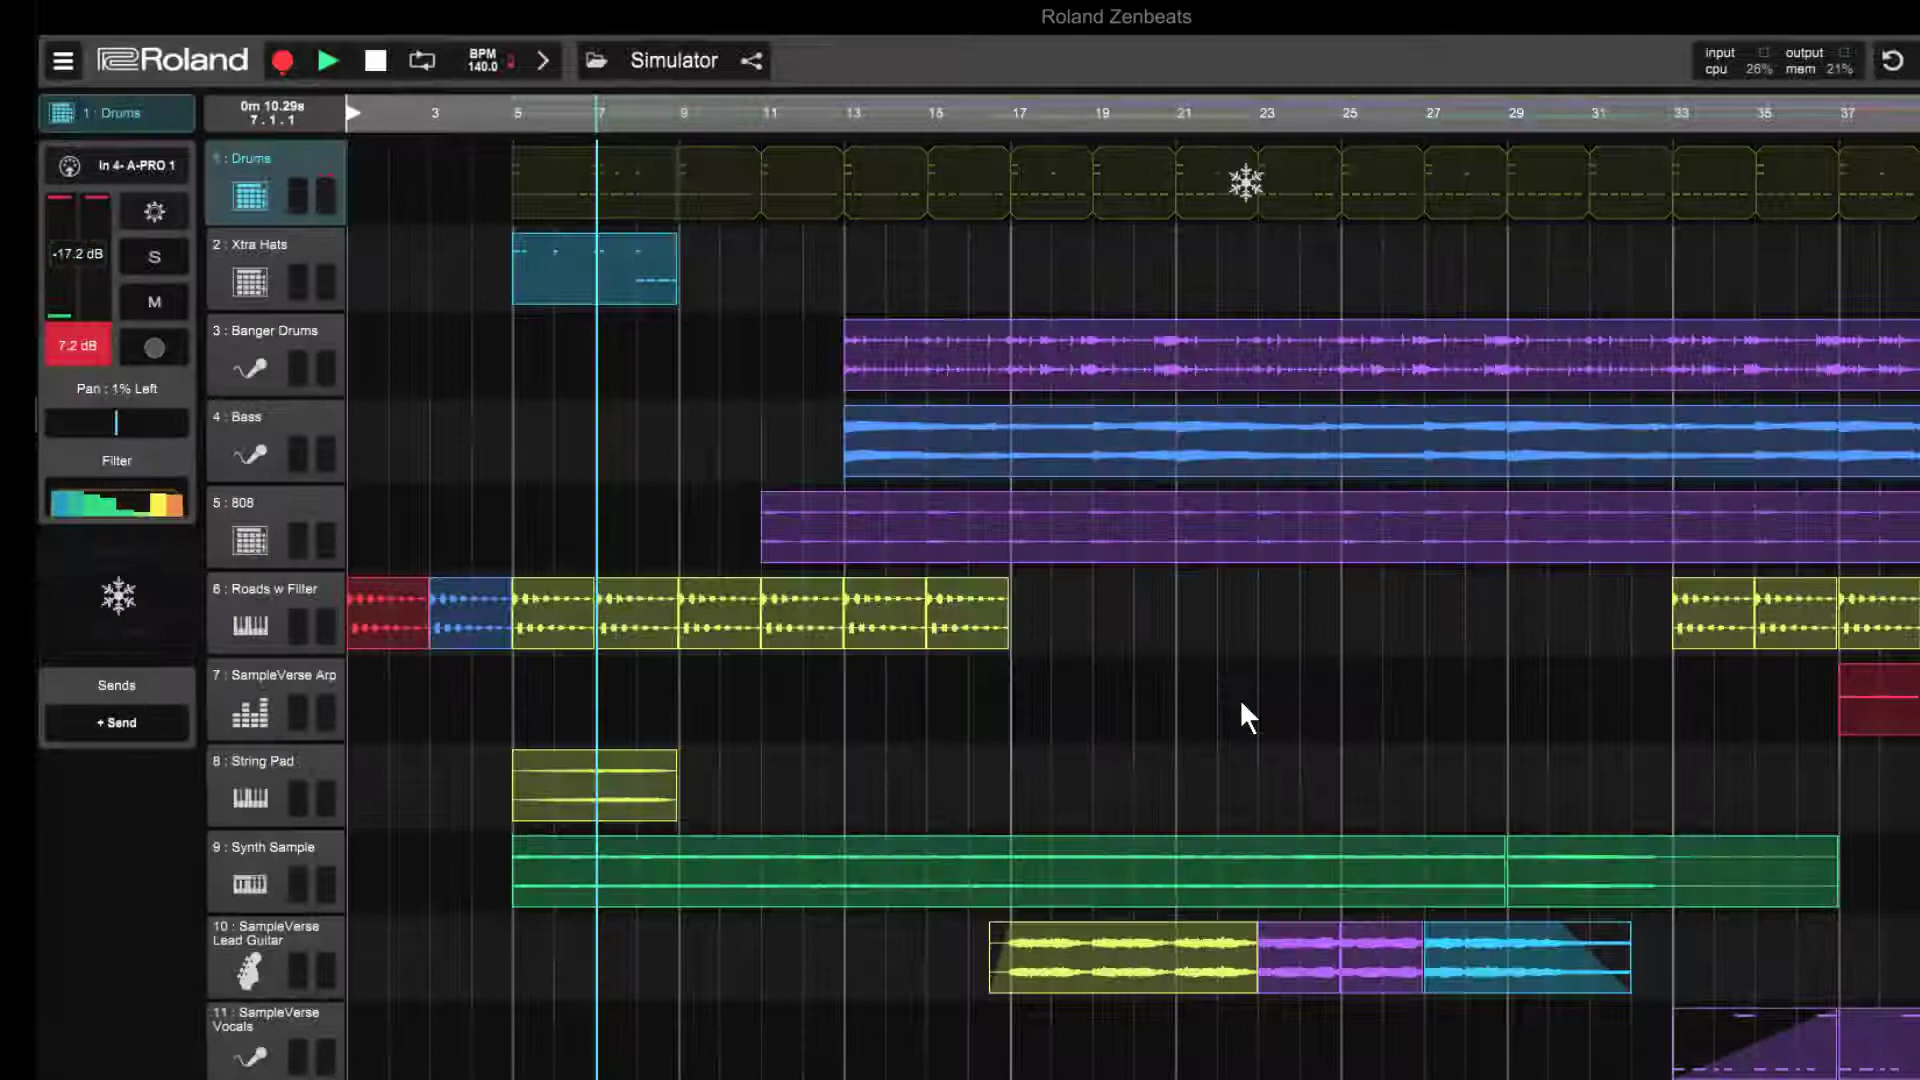 Roland Zenbeats
Roland
BPM
140.0
Simulator
input
output
cpu 26% mem 21%
1 : Drums
0m 10.29s
7 . 1 . 1
3 5 7 9 11 13 15 17 19 21 23 25 27 29 31 33 35 37
In 4- A-PRO 1
-17.2 dB
S
M
7.2 dB
Pan : 1% Left
Filter
Sends
+ Send
1 : Drums
2 : Xtra Hats
3 : Banger Drums
4 : Bass
5 : 808
6 : Roads w Filter
7 : SampleVerse Arp
8 : String Pad
9 : Synth Sample
10 : SampleVerse
Lead Guitar
11 : SampleVerse
Vocals